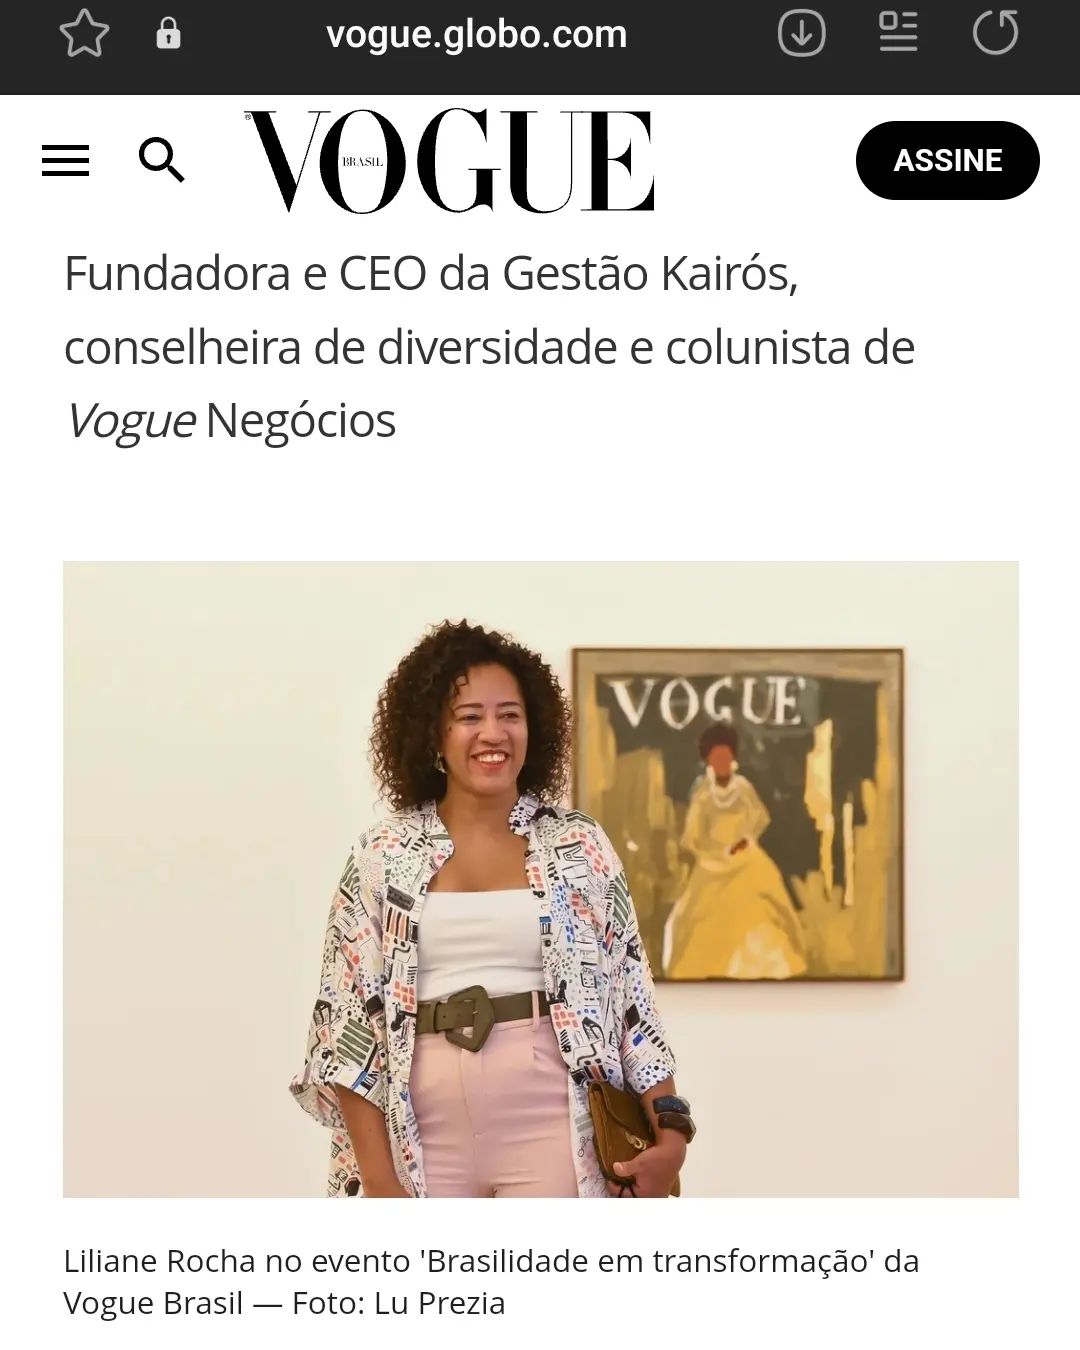 vogue.globo.com
VOGUE
BRASIL
ASSINE
Fundadora e CEO da Gestão Kairós,
conselheira de diversidade e colunista de
Vogue Negócios
VOGUE
Liliane Rocha no evento 'Brasilidade em transformação' da
Vogue Brasil — Foto: Lu Prezia